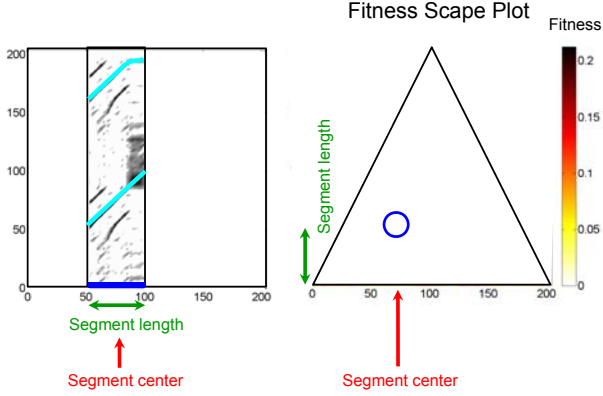 Fitness Scape Plot
Fitness
200
150
100
50
0
0 50 100 150 200
Segment length
Segment center
Segment length
0 50 100 150 200
Segment center
0.2
0.15
0.1
0.05
0